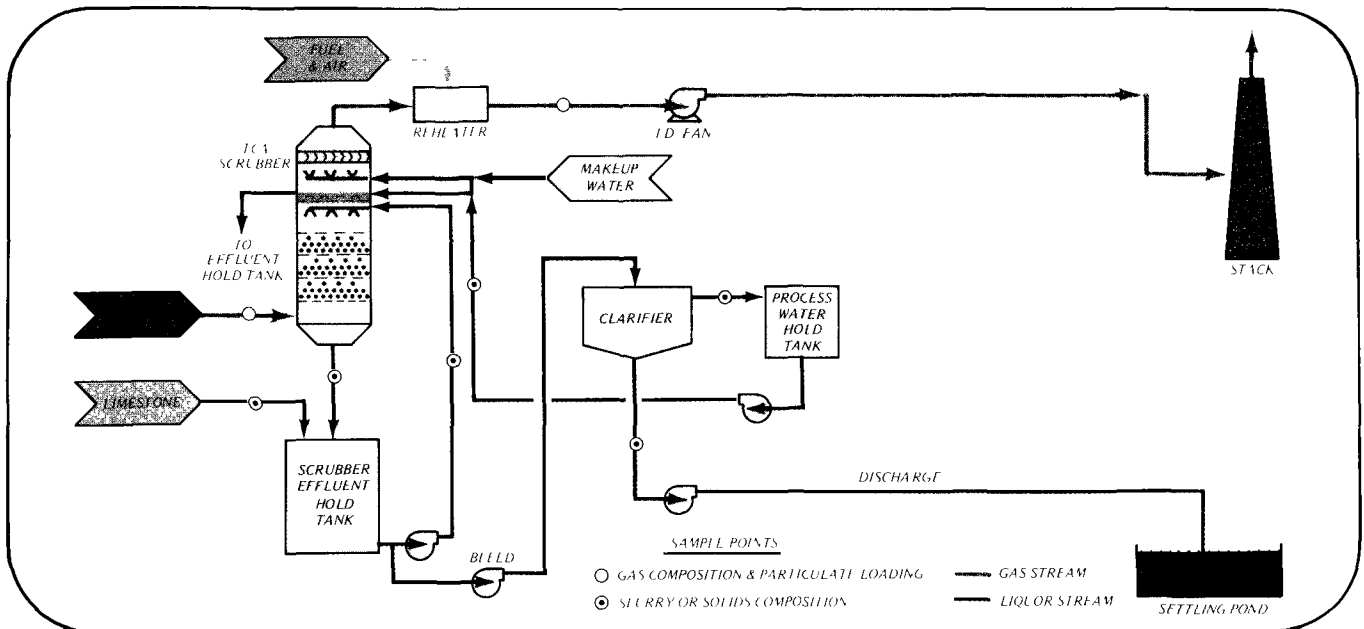 FUEL
& AIR
REHEATER
I.D. FAN
TCA
SCRUBBER
MAKEUP
WATER
TO
EFFLUENT
HOLD TANK
STACK
CLARIFIER
PROCESS
WATER
HOLD
TANK
LIMESTONE
SCRUBBER
EFFLUENT
HOLD
TANK
BLEED
DISCHARGE
SAMPLE POINTS
GAS COMPOSITION & PARTICULATE LOADING
SLURRY OR SOLIDS COMPOSITION
GAS STREAM
LIQUOR STREAM
SETTLING POND